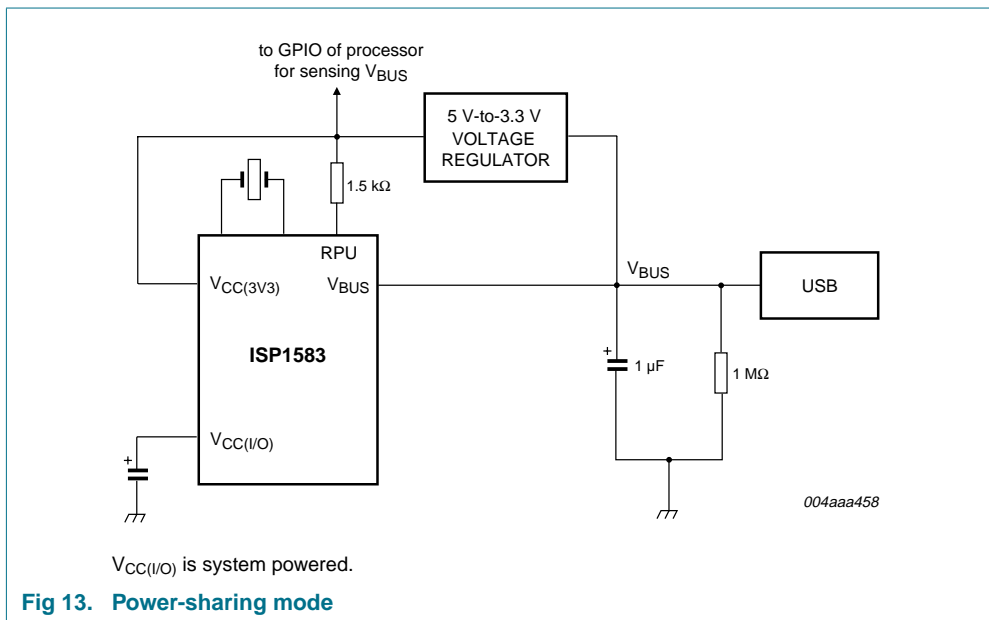 to GPIO of processor
for sensing VBUS
5 V-to-3.3 V
VOLTAGE
REGULATOR
1.5 kΩ
RPU
VCC(3V3)
VBUS
VBUS
USB
ISP1583
+
1 µF
1 MΩ
VCC(I/O)
+
004aaa458
VCC(I/O) is system powered.
Fig 13. Power-sharing mode